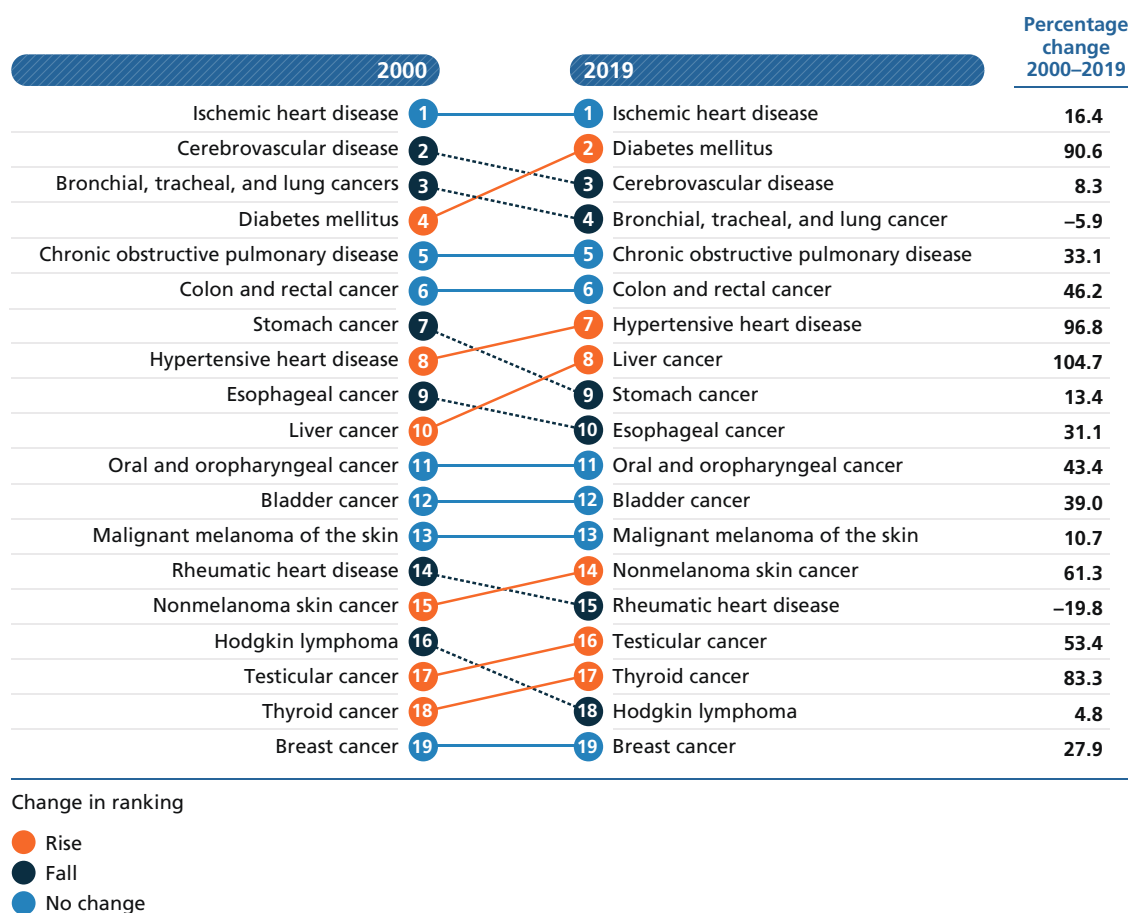 Percentage
change
2000–2019
2000 2019
Ischemic heart disease 1 1 Ischemic heart disease 16.4
Cerebrovascular disease 2 2 Diabetes mellitus 90.6
Bronchial, tracheal, and lung cancers 3 3 Cerebrovascular disease 8.3
Diabetes mellitus 4 4 Bronchial, tracheal, and lung cancer –5.9
Chronic obstructive pulmonary disease 5 5 Chronic obstructive pulmonary disease 33.1
Colon and rectal cancer 6 6 Colon and rectal cancer 46.2
Stomach cancer 7 7 Hypertensive heart disease 96.8
Hypertensive heart disease 8 8 Liver cancer 104.7
Esophageal cancer 9 9 Stomach cancer 13.4
Liver cancer 10 10 Esophageal cancer 31.1
Oral and oropharyngeal cancer 11 11 Oral and oropharyngeal cancer 43.4
Bladder cancer 12 12 Bladder cancer 39.0
Malignant melanoma of the skin 13 13 Malignant melanoma of the skin 10.7
Rheumatic heart disease 14 14 Nonmelanoma skin cancer 61.3
Nonmelanoma skin cancer 15 15 Rheumatic heart disease –19.8
Hodgkin lymphoma 16 16 Testicular cancer 53.4
Testicular cancer 17 17 Thyroid cancer 83.3
Thyroid cancer 18 18 Hodgkin lymphoma 4.8
Breast cancer 19 19 Breast cancer 27.9
Change in ranking
Rise
Fall
No change